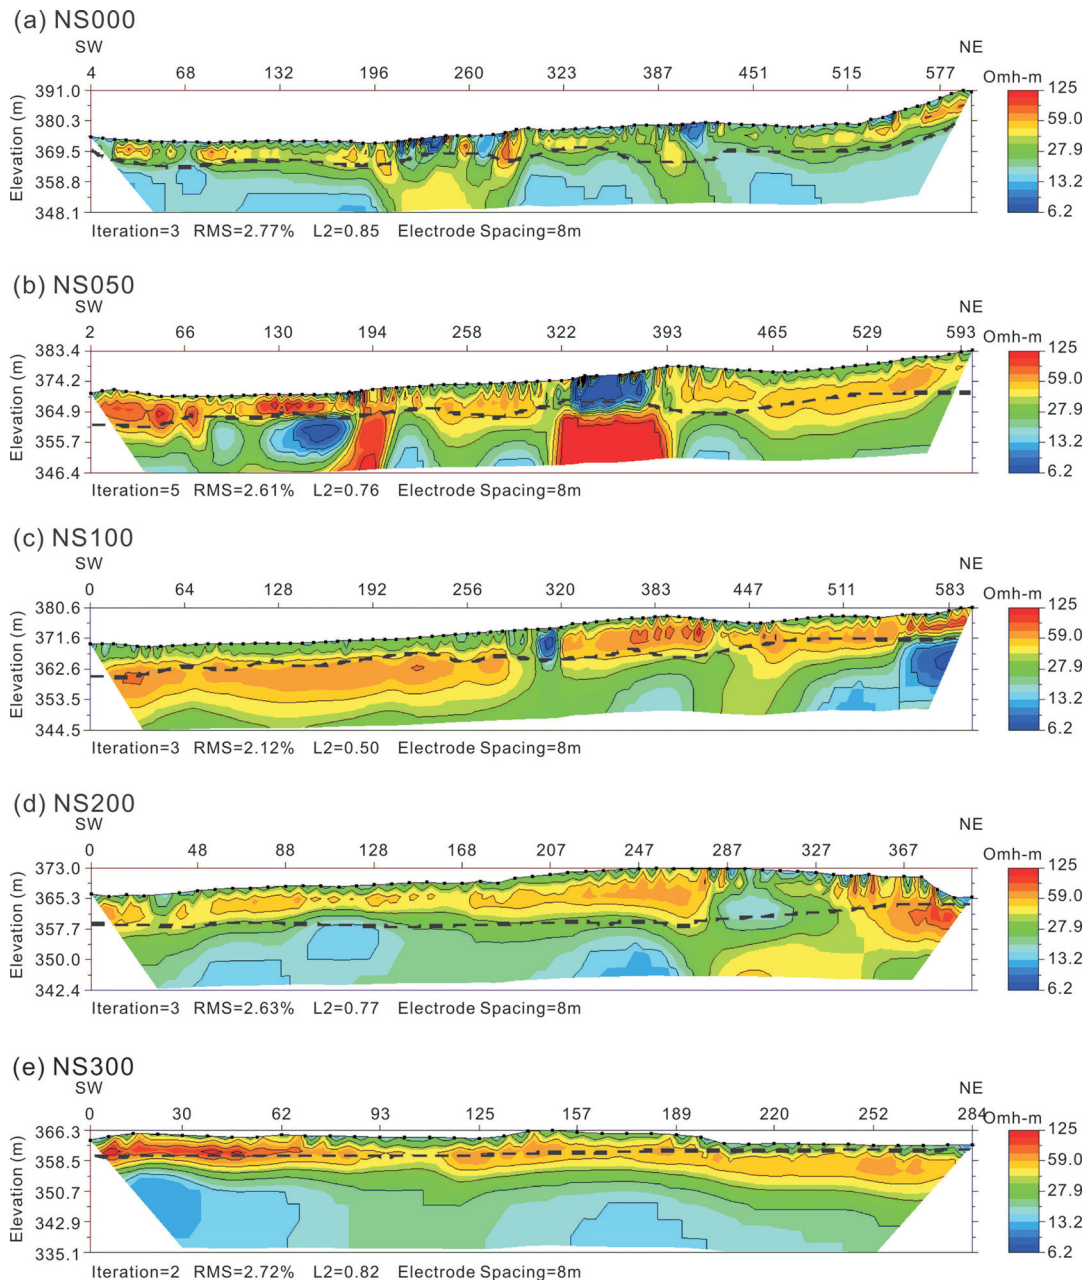 (a) NS000
SW NE
4 68 132 196 260 323 387 451 515 577 Omh-m
Elevation (m)
391.0
380.3
369.5
358.8
348.1
125
59.0
27.9
13.2
6.2
Iteration=3 RMS=2.77% L2=0.85 Electrode Spacing=8m
(b) NS050
SW NE
2 66 130 194 258 322 393 465 529 593 Omh-m
Elevation (m)
383.4
374.2
364.9
355.7
346.4
125
59.0
27.9
13.2
6.2
Iteration=5 RMS=2.61% L2=0.76 Electrode Spacing=8m
(c) NS100
SW NE
0 64 128 192 256 320 383 447 511 583 Omh-m
Elevation (m)
380.6
371.6
362.6
353.5
344.5
125
59.0
27.9
13.2
6.2
Iteration=3 RMS=2.12% L2=0.50 Electrode Spacing=8m
(d) NS200
SW NE
0 48 88 128 168 207 247 287 327 367 Omh-m
Elevation (m)
373.0
365.3
357.7
350.0
342.4
125
59.0
27.9
13.2
6.2
Iteration=3 RMS=2.63% L2=0.77 Electrode Spacing=8m
(e) NS300
SW NE
0 30 62 93 125 157 189 220 252 284 Omh-m
Elevation (m)
366.3
358.5
350.7
342.9
335.1
125
59.0
27.9
13.2
6.2
Iteration=2 RMS=2.72% L2=0.82 Electrode Spacing=8m